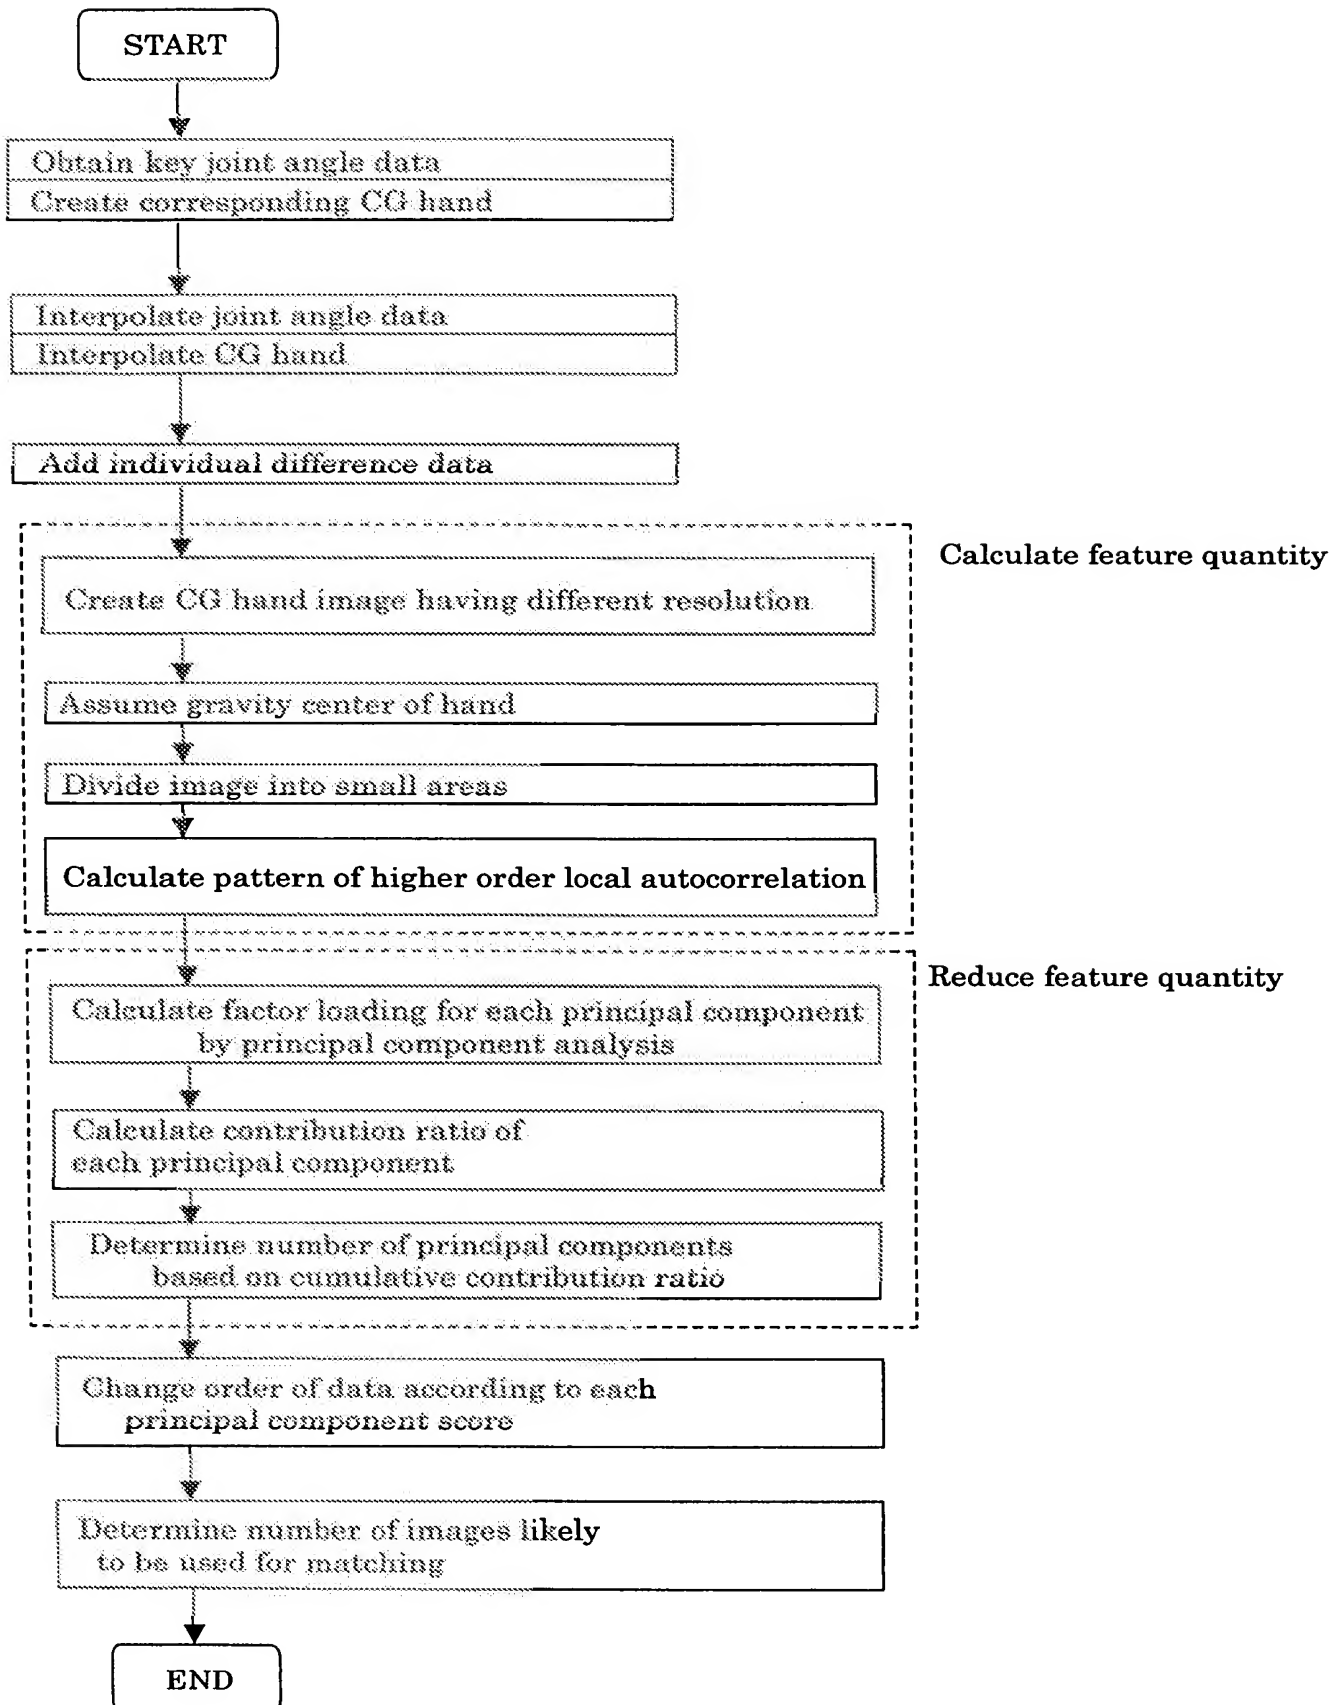 START
Obtain key joint angle data
Create corresponding CG hand
Interpolate joint angle data
Interpolate CG hand
Add individual difference data
Calculate feature quantity
Create CG hand image having different resolution
Assume gravity center of hand
Divide image into small areas
Calculate pattern of higher order local autocorrelation
Reduce feature quantity
Calculate factor loading for each principal component
by principal component analysis
Calculate contribution ratio of
each principal component
Determine number of principal components
based on cumulative contribution ratio
Change order of data according to each
principal component score
Determine number of images likely
to be used for matching
END